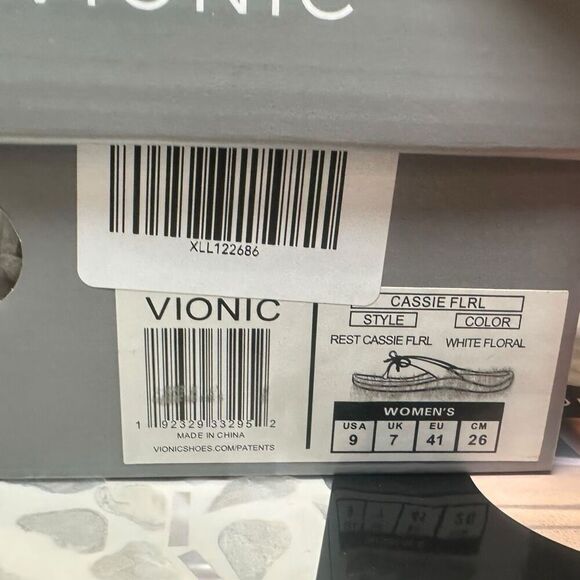 VIONIC
XLL122686
VIONIC
1 92329 33295 2
MADE IN CHINA
VIONICSHOES.COM/PATENTS
CASSIE FLRL
STYLE COLOR
REST CASSIE FLRL WHITE FLORAL
WOMEN'S
USA UK EU CM
9 7 41 26